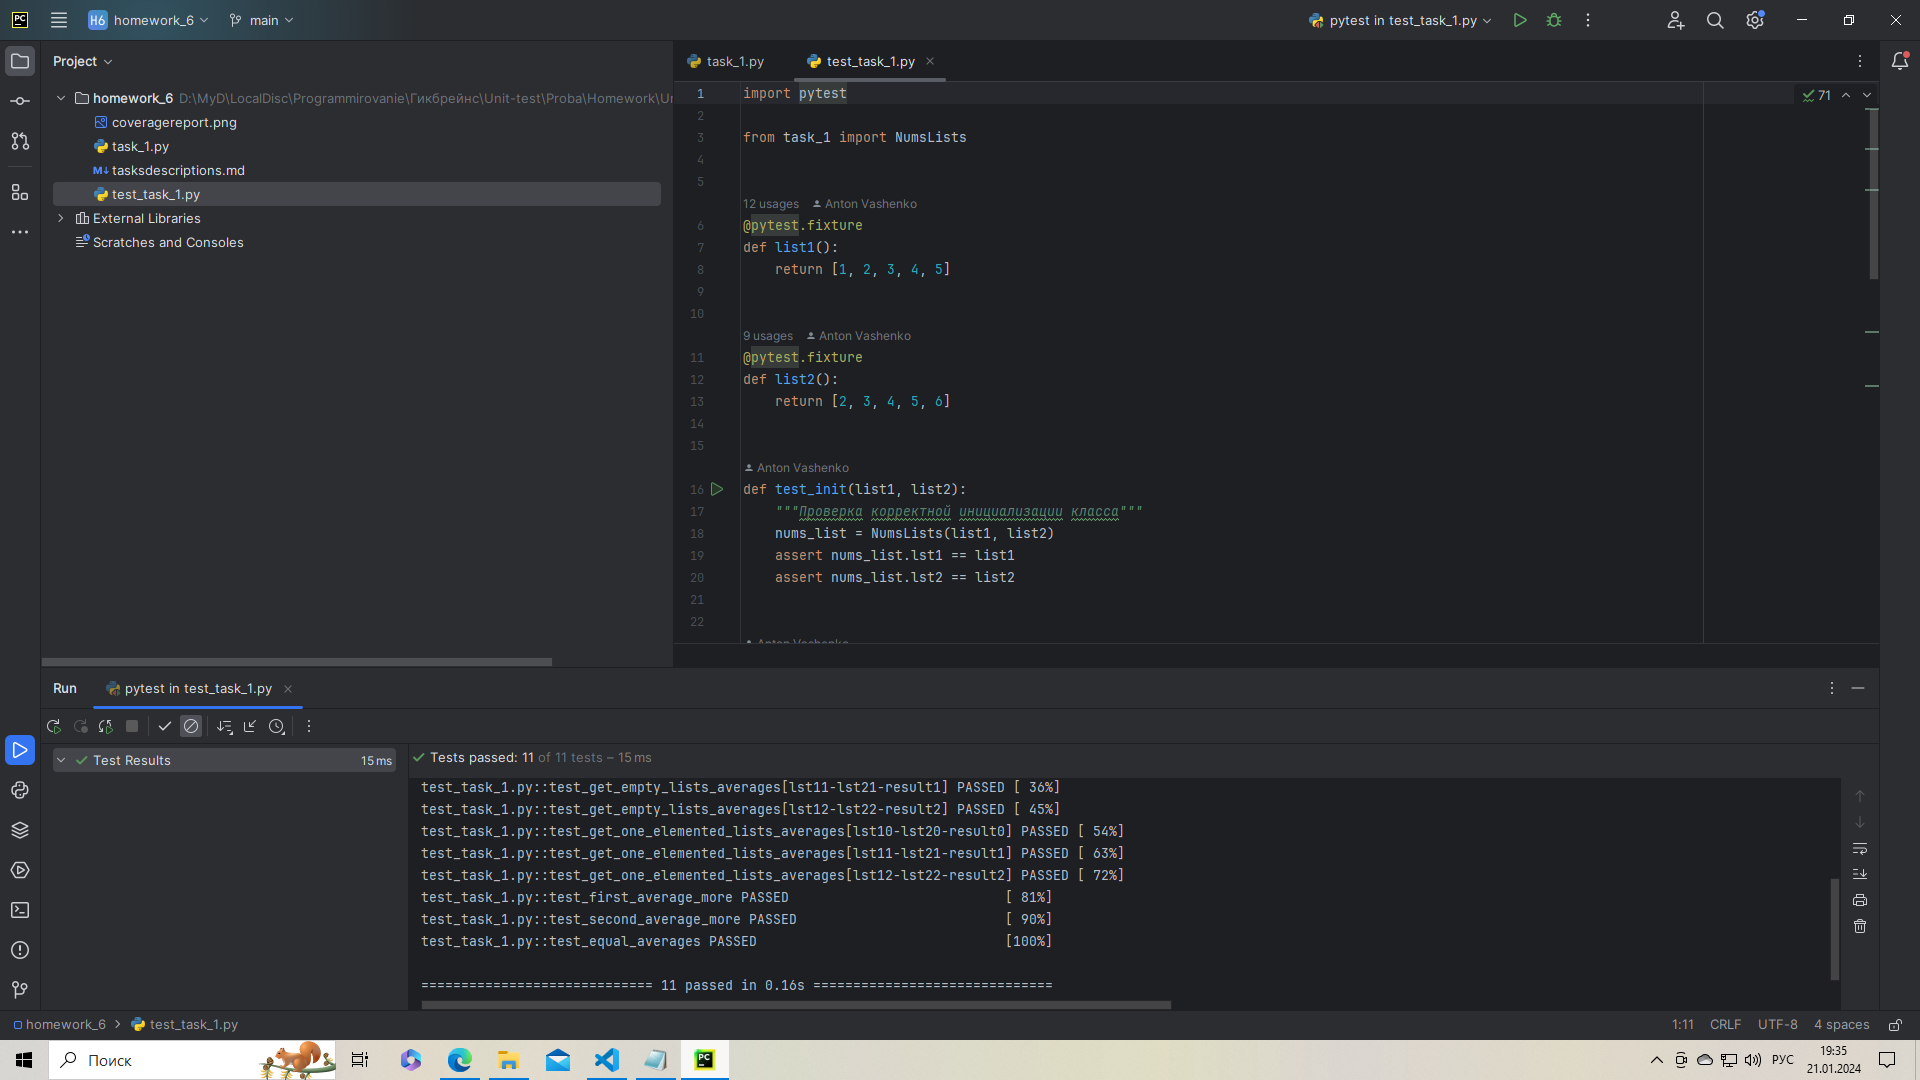 PC
H6 homework_6 main pytest in test_task_1.py
Project
task_1.py test_task_1.py
homework_6 D:\MyD\LocalDisc\Programmirovanie\Гикбрейнс\Unit-test\Proba\Homework\Un
coveragereport.png
task_1.py
M↓ tasksdescriptions.md
test_task_1.py
External Libraries
Scratches and Consoles
71
1 import pytest
2
3 from task_1 import NumsLists
4
5
12 usages Anton Vashenko
6 @pytest.fixture
7 def list1():
8 return [1, 2, 3, 4, 5]
9
10
9 usages Anton Vashenko
11 @pytest.fixture
12 def list2():
13 return [2, 3, 4, 5, 6]
14
15
Anton Vashenko
16 def test_init(list1, list2):
17 """Проверка корректной инициализации класса"""
18 nums_list = NumsLists(list1, list2)
19 assert nums_list.lst1 == list1
20 assert nums_list.lst2 == list2
21
22
Anton Vashenko
Run pytest in test_task_1.py
Test Results 15 ms
Tests passed: 11 of 11 tests – 15 ms
test_task_1.py::test_get_empty_lists_averages[lst11-lst21-result1] PASSED [ 36%]
test_task_1.py::test_get_empty_lists_averages[lst12-lst22-result2] PASSED [ 45%]
test_task_1.py::test_get_one_elemented_lists_averages[lst10-lst20-result0] PASSED [ 54%]
test_task_1.py::test_get_one_elemented_lists_averages[lst11-lst21-result1] PASSED [ 63%]
test_task_1.py::test_get_one_elemented_lists_averages[lst12-lst22-result2] PASSED [ 72%]
test_task_1.py::test_first_average_more PASSED [ 81%]
test_task_1.py::test_second_average_more PASSED [ 90%]
test_task_1.py::test_equal_averages PASSED [100%]
============================= 11 passed in 0.16s ==============================
homework_6 test_task_1.py 1:11 CRLF UTF-8 4 spaces
Поиск PC РУС 19:35
21.01.2024